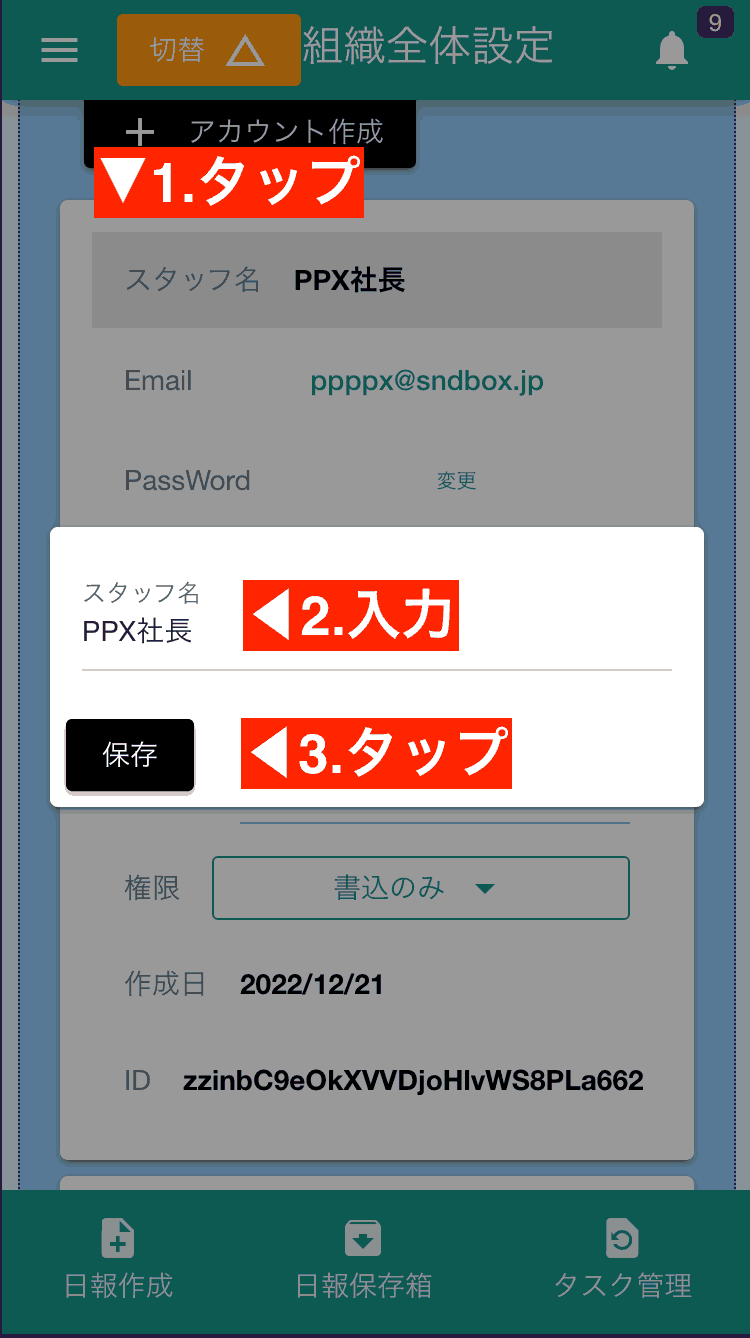 切替
組織全体設定
9
アカウント作成
▼1.タップ
スタッフ名 PPX社長
Email ppppx@sndbox.jp
PassWord 変更
スタッフ名
PPX社長
◀2.入力
保存
◀3.タップ
権限 書込のみ
作成日 2022/12/21
ID zzinbC9eOkXVVDjoHlvWS8PLa662
日報作成 日報保存箱 タスク管理